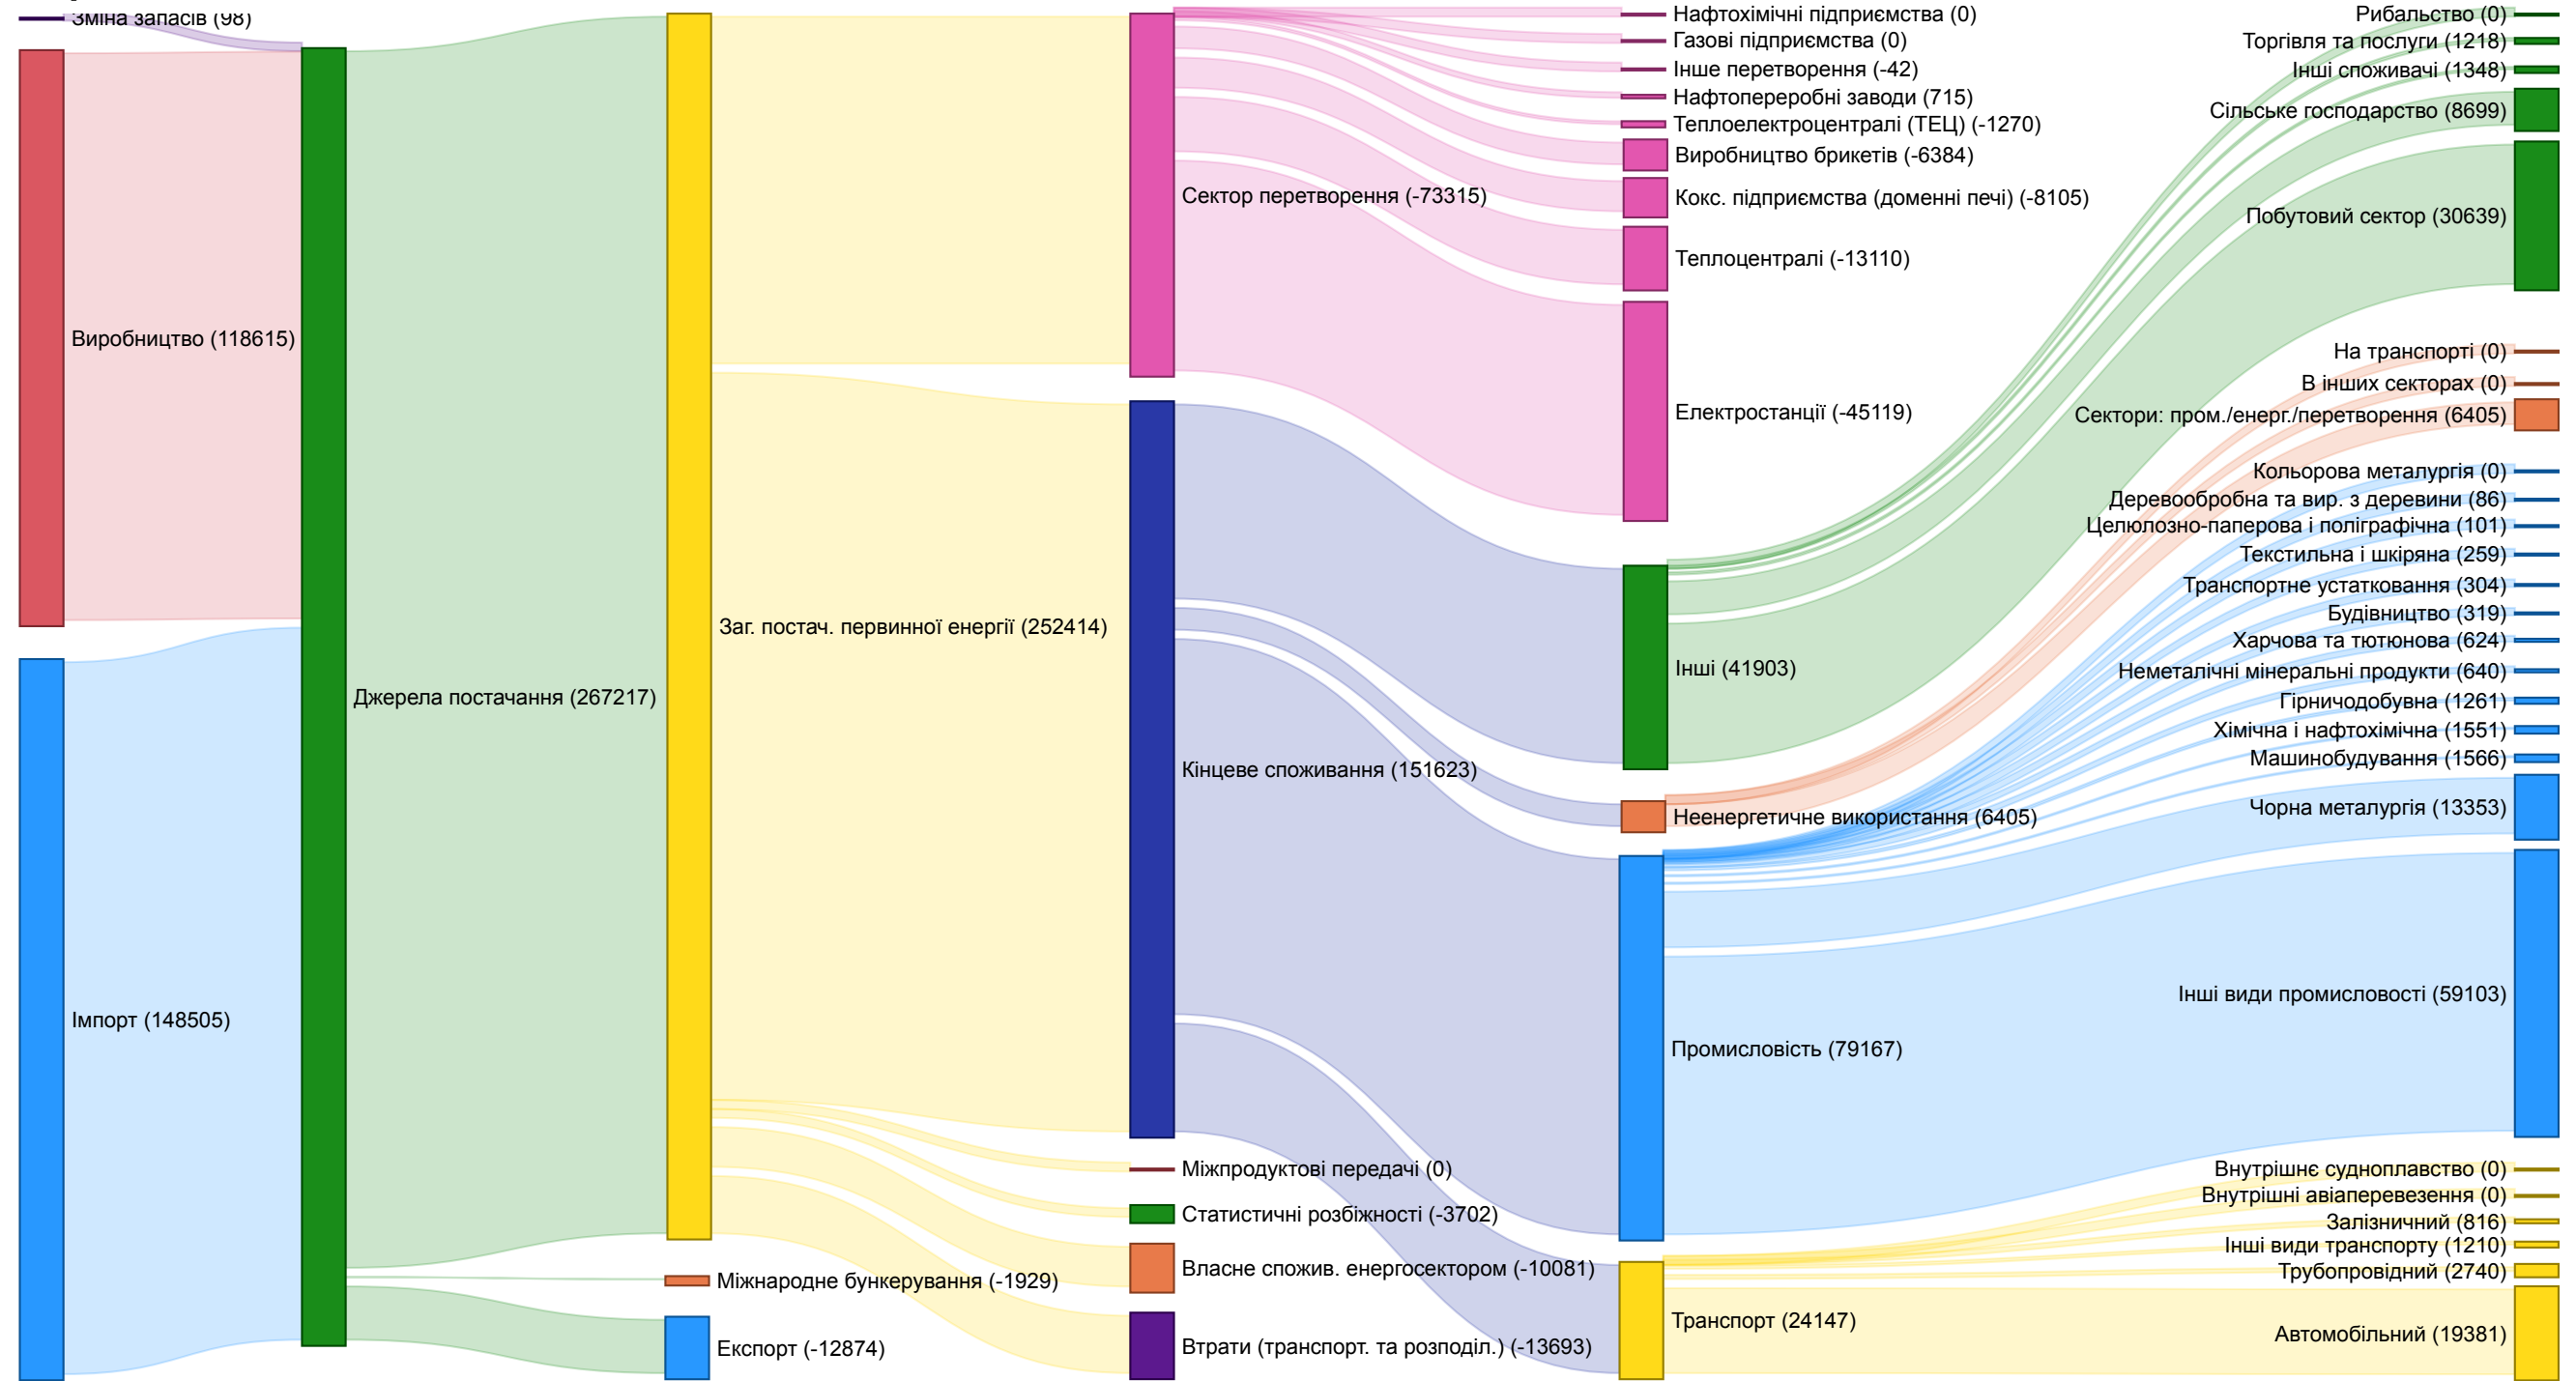 Зміна запасів (98)
Виробництво (118615)
Імпорт (148505)
Джерела постачання (267217)
Заг. постач. первинної енергії (252414)
Міжнародне бункерування (-1929)
Експорт (-12874)
Сектор перетворення (-73315)
Кінцеве споживання (151623)
Міжпродуктові передачі (0)
Статистичні розбіжності (-3702)
Власне спожив. енергосектором (-10081)
Втрати (транспорт. та розподіл.) (-13693)
Нафтохімічні підприємства (0)
Газові підприємства (0)
Інше перетворення (-42)
Нафтопереробні заводи (715)
Теплоелектроцентралі (ТЕЦ) (-1270)
Виробництво брикетів (-6384)
Кокс. підприємства (доменні печі) (-8105)
Теплоцентралі (-13110)
Електростанції (-45119)
Інші (41903)
Неенергетичне використання (6405)
Промисловість (79167)
Транспорт (24147)
Рибальство (0)
Торгівля та послуги (1218)
Інші споживачі (1348)
Сільське господарство (8699)
Побутовий сектор (30639)
На транспорті (0)
В інших секторах (0)
Сектори: пром./енерг./перетворення (6405)
Кольорова металургія (0)
Деревообробна та вир. з деревини (86)
Целюлозно-паперова і поліграфічна (101)
Текстильна і шкіряна (259)
Транспортне устатковання (304)
Будівництво (319)
Харчова та тютюнова (624)
Неметалічні мінеральні продукти (640)
Гірничодобувна (1261)
Хімічна і нафтохімічна (1551)
Машинобудування (1566)
Чорна металургія (13353)
Інші види промисловості (59103)
Внутрішнє судноплавство (0)
Внутрішні авіаперевезення (0)
Залізничний (816)
Інші види транспорту (1210)
Трубопровідний (2740)
Автомобільний (19381)